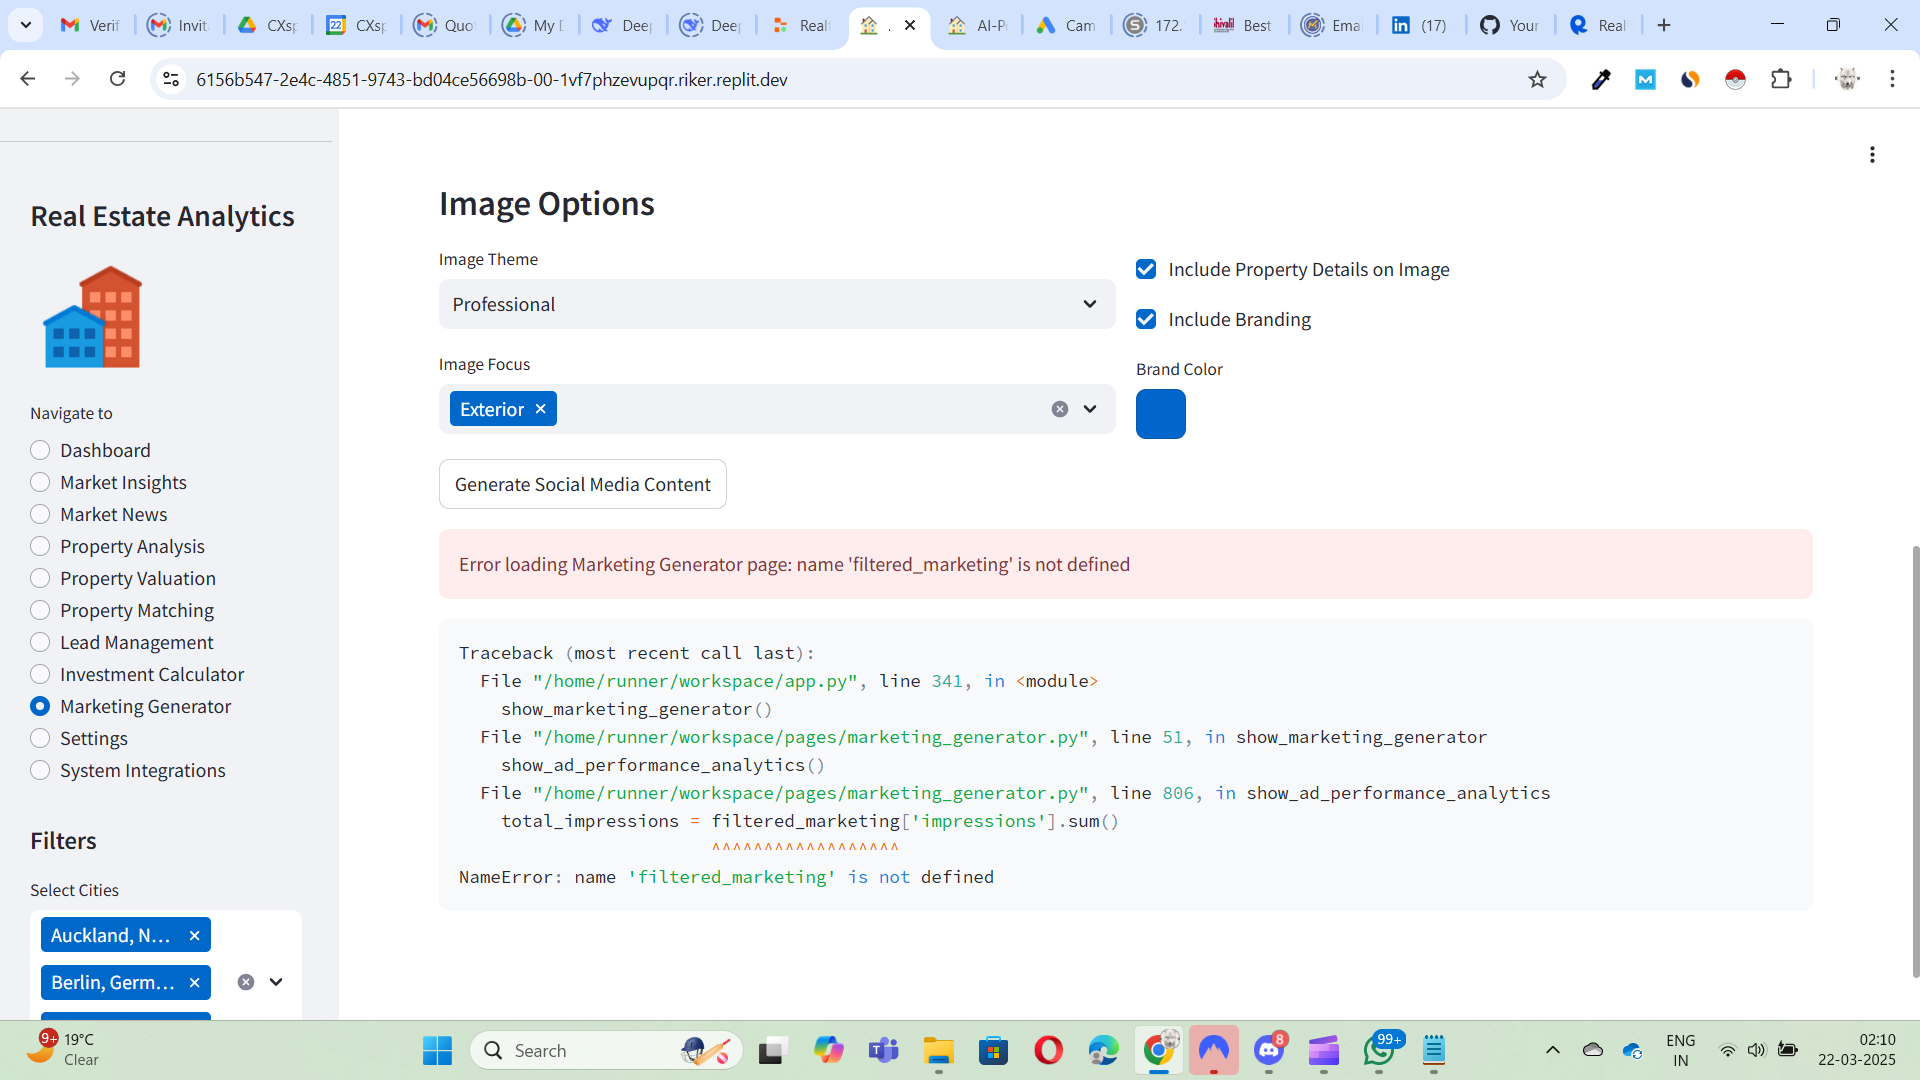 Verif
Invit
CXsp
22
CXsp
Quo
My D
Deep
Deep
Realt
AI-P
Cam
172.
Best
Emai
(17)
Your
Real
6156b547-2e4c-4851-9743-bd04ce56698b-00-1vf7phzevupqr.riker.replit.dev
Real Estate Analytics
Navigate to
Dashboard
Market Insights
Market News
Property Analysis
Property Valuation
Property Matching
Lead Management
Investment Calculator
Marketing Generator
Settings
System Integrations
Filters
Select Cities
Auckland, N...
Berlin, Germ...
Image Options
Image Theme
Professional
Include Property Details on Image
Include Branding
Image Focus
Exterior
Brand Color
Generate Social Media Content
Error loading Marketing Generator page: name 'filtered_marketing' is not defined
Traceback (most recent call last):
File "/home/runner/workspace/app.py", line 341, in <module>
show_marketing_generator()
File "/home/runner/workspace/pages/marketing_generator.py", line 51, in show_marketing_generator
show_ad_performance_analytics()
File "/home/runner/workspace/pages/marketing_generator.py", line 806, in show_ad_performance_analytics
total_impressions = filtered_marketing['impressions'].sum()
^^^^^^^^^^^^^^^^^^
NameError: name 'filtered_marketing' is not defined
9+
19°C
Clear
Search
8
99+
ENG
IN
02:10
22-03-2025